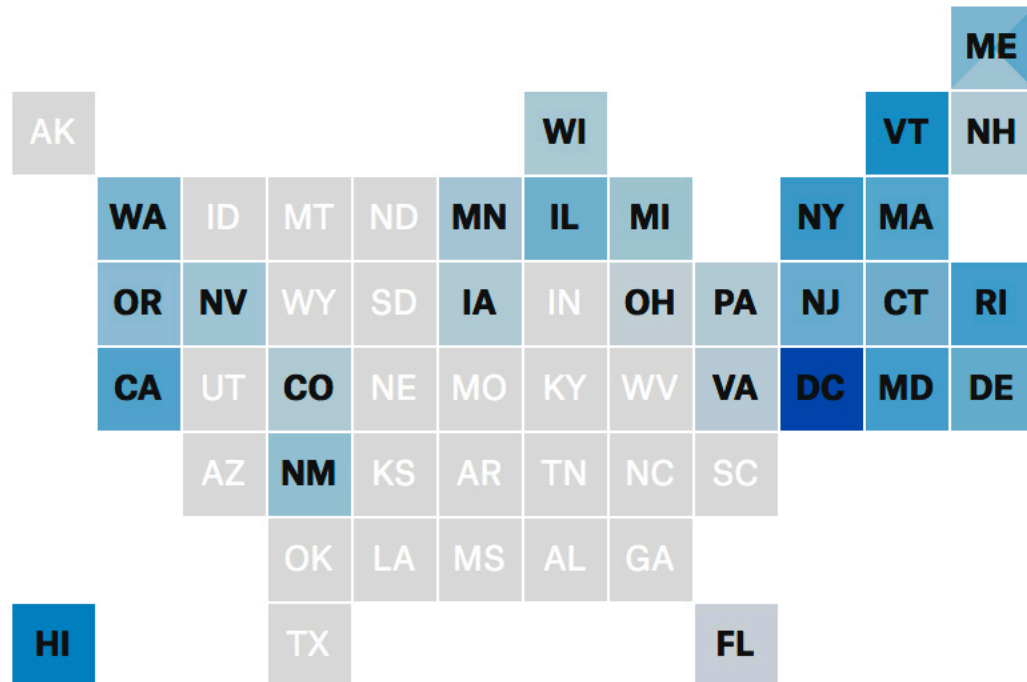 ME
AK WI VT NH
WA ID MT ND MN IL MI NY MA
OR NV WY SD IA IN OH PA NJ CT RI
CA UT CO NE MO KY WV VA DC MD DE
AZ NM KS AR TN NC SC
OK LA MS AL GA
HI TX FL